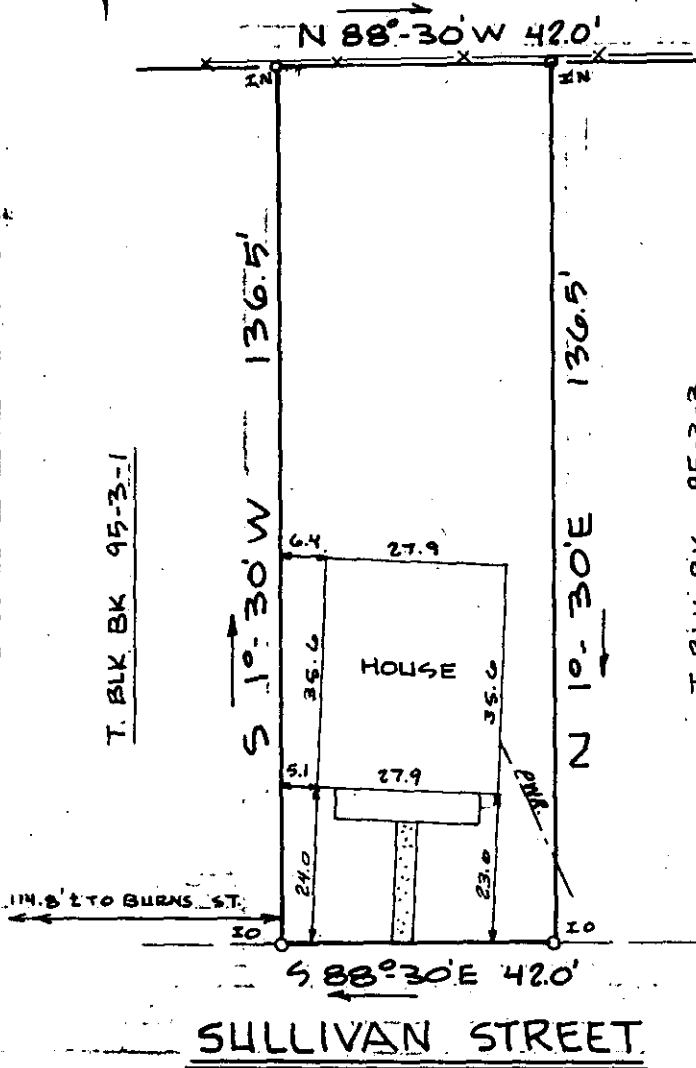 N 88°-30'W 42.0'
IN
IN
S 1°-30'W 136.5'
N 1°-30'E 136.5'
T. BLK BK 95-3-1
6.4
27.9
35.6
HOUSE
35.6
5.1
27.9
PWR.
24.0
23.0
114.8'± TO BURNS ST.
IO
IO
S 88°-30'E 42.0'
SULLIVAN STREET